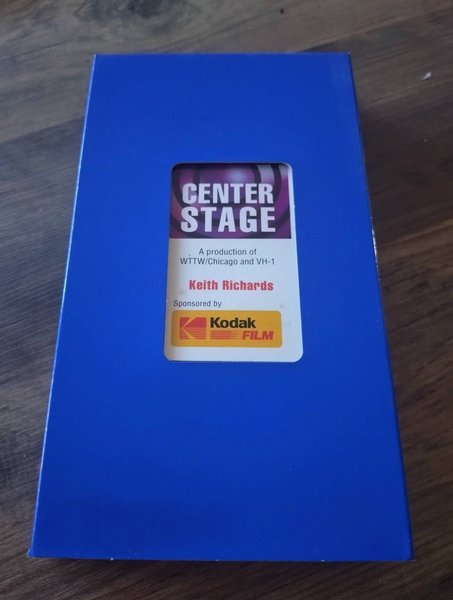 CENTER
STAGE
A production of
WTTW/Chicago and VH-1
Keith Richards
Sponsored by
Kodak
FILM